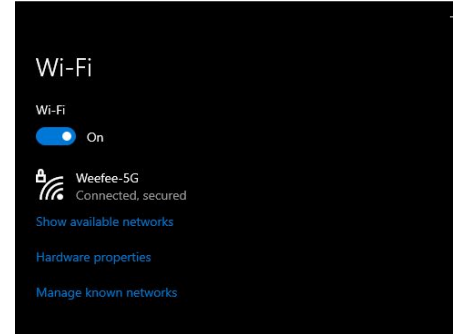 Wi-Fi
Wi-Fi
On
Weefee-5G
Connected, secured
Show available networks
Hardware properties
Manage known networks